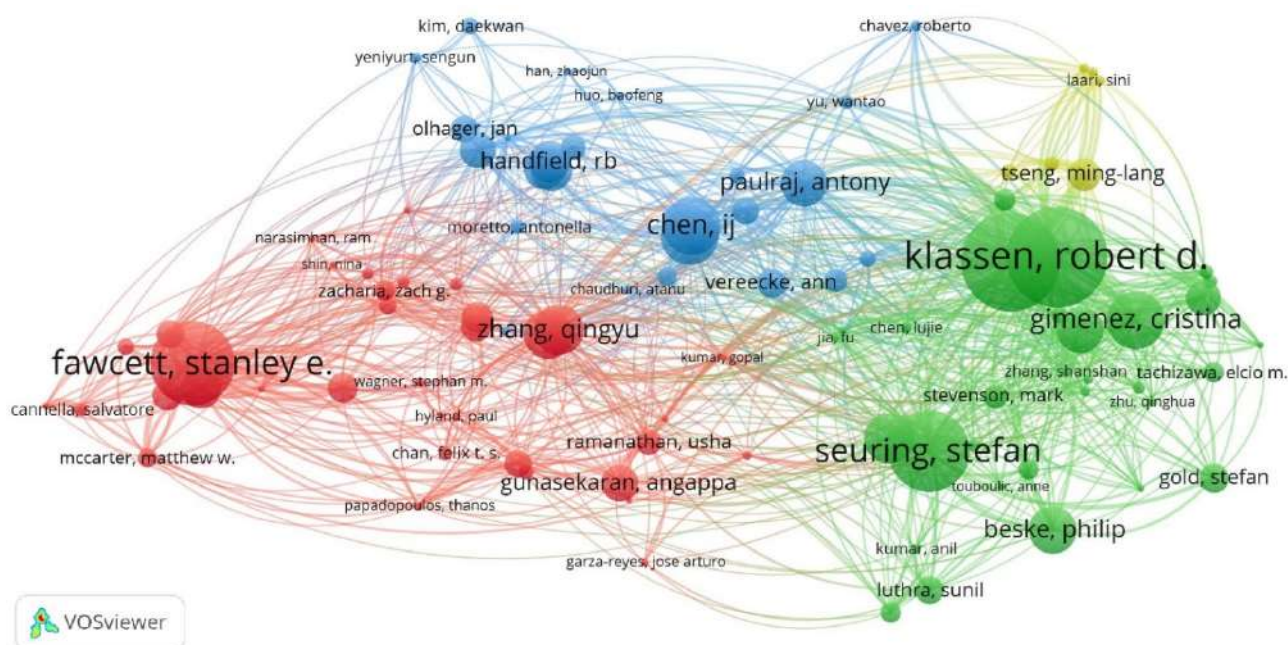 kim, daekwan
chavez, roberto
yeniyurt, sengun
han, zhaojun
laari, sini
huo, baofeng
yu, wantao
olhager, jan
handfield, rb
tseng, ming-lang
paulraj, antony
moretto, antonella
chen, ij
narasimhan, ram
klassen, robert d.
shin, nina
zacharia, zach g.
chaudhuri, atanu
vereecke, ann
zhang, qingyu
chen, lujie
gimenez, cristina
jia, fu
fawcett, stanley e.
kumar, gopal
zhang, shanshan
tachizawa, elcio m.
wagner, stephan m.
stevenson, mark
zhu, qinghua
cannella, salvatore
hyland, paul
ramanathan, usha
seuring, stefan
mccarter, matthew w.
chan, felix t. s.
gunasekaran, angappa
touboulic, anne
gold, stefan
papadopoulos, thanos
beske, philip
kumar, anil
garza-reyes, jose arturo
luthra, sunil
VOSviewer